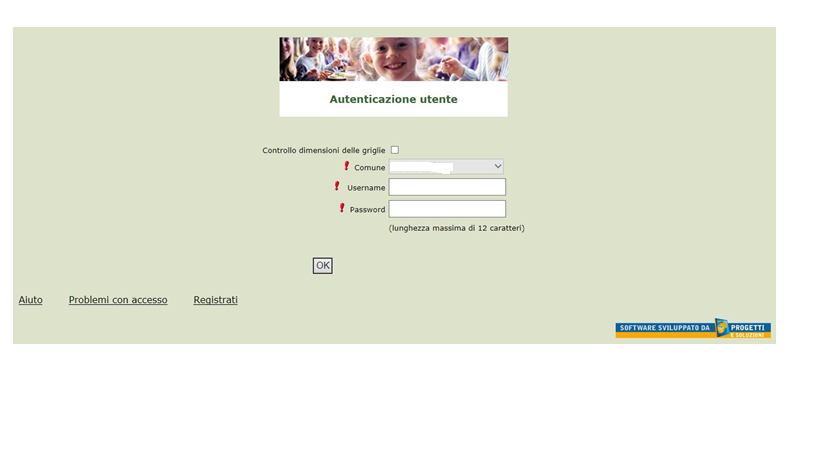 Autenticazione utente
Controllo dimensioni delle griglie
Comune
Username
Password
(lunghezza massima di 12 caratteri)
OK
Aiuto Problemi con accesso Registrati
SOFTWARE SVILUPPATO DA PROGETTI
E SOLUZIONI